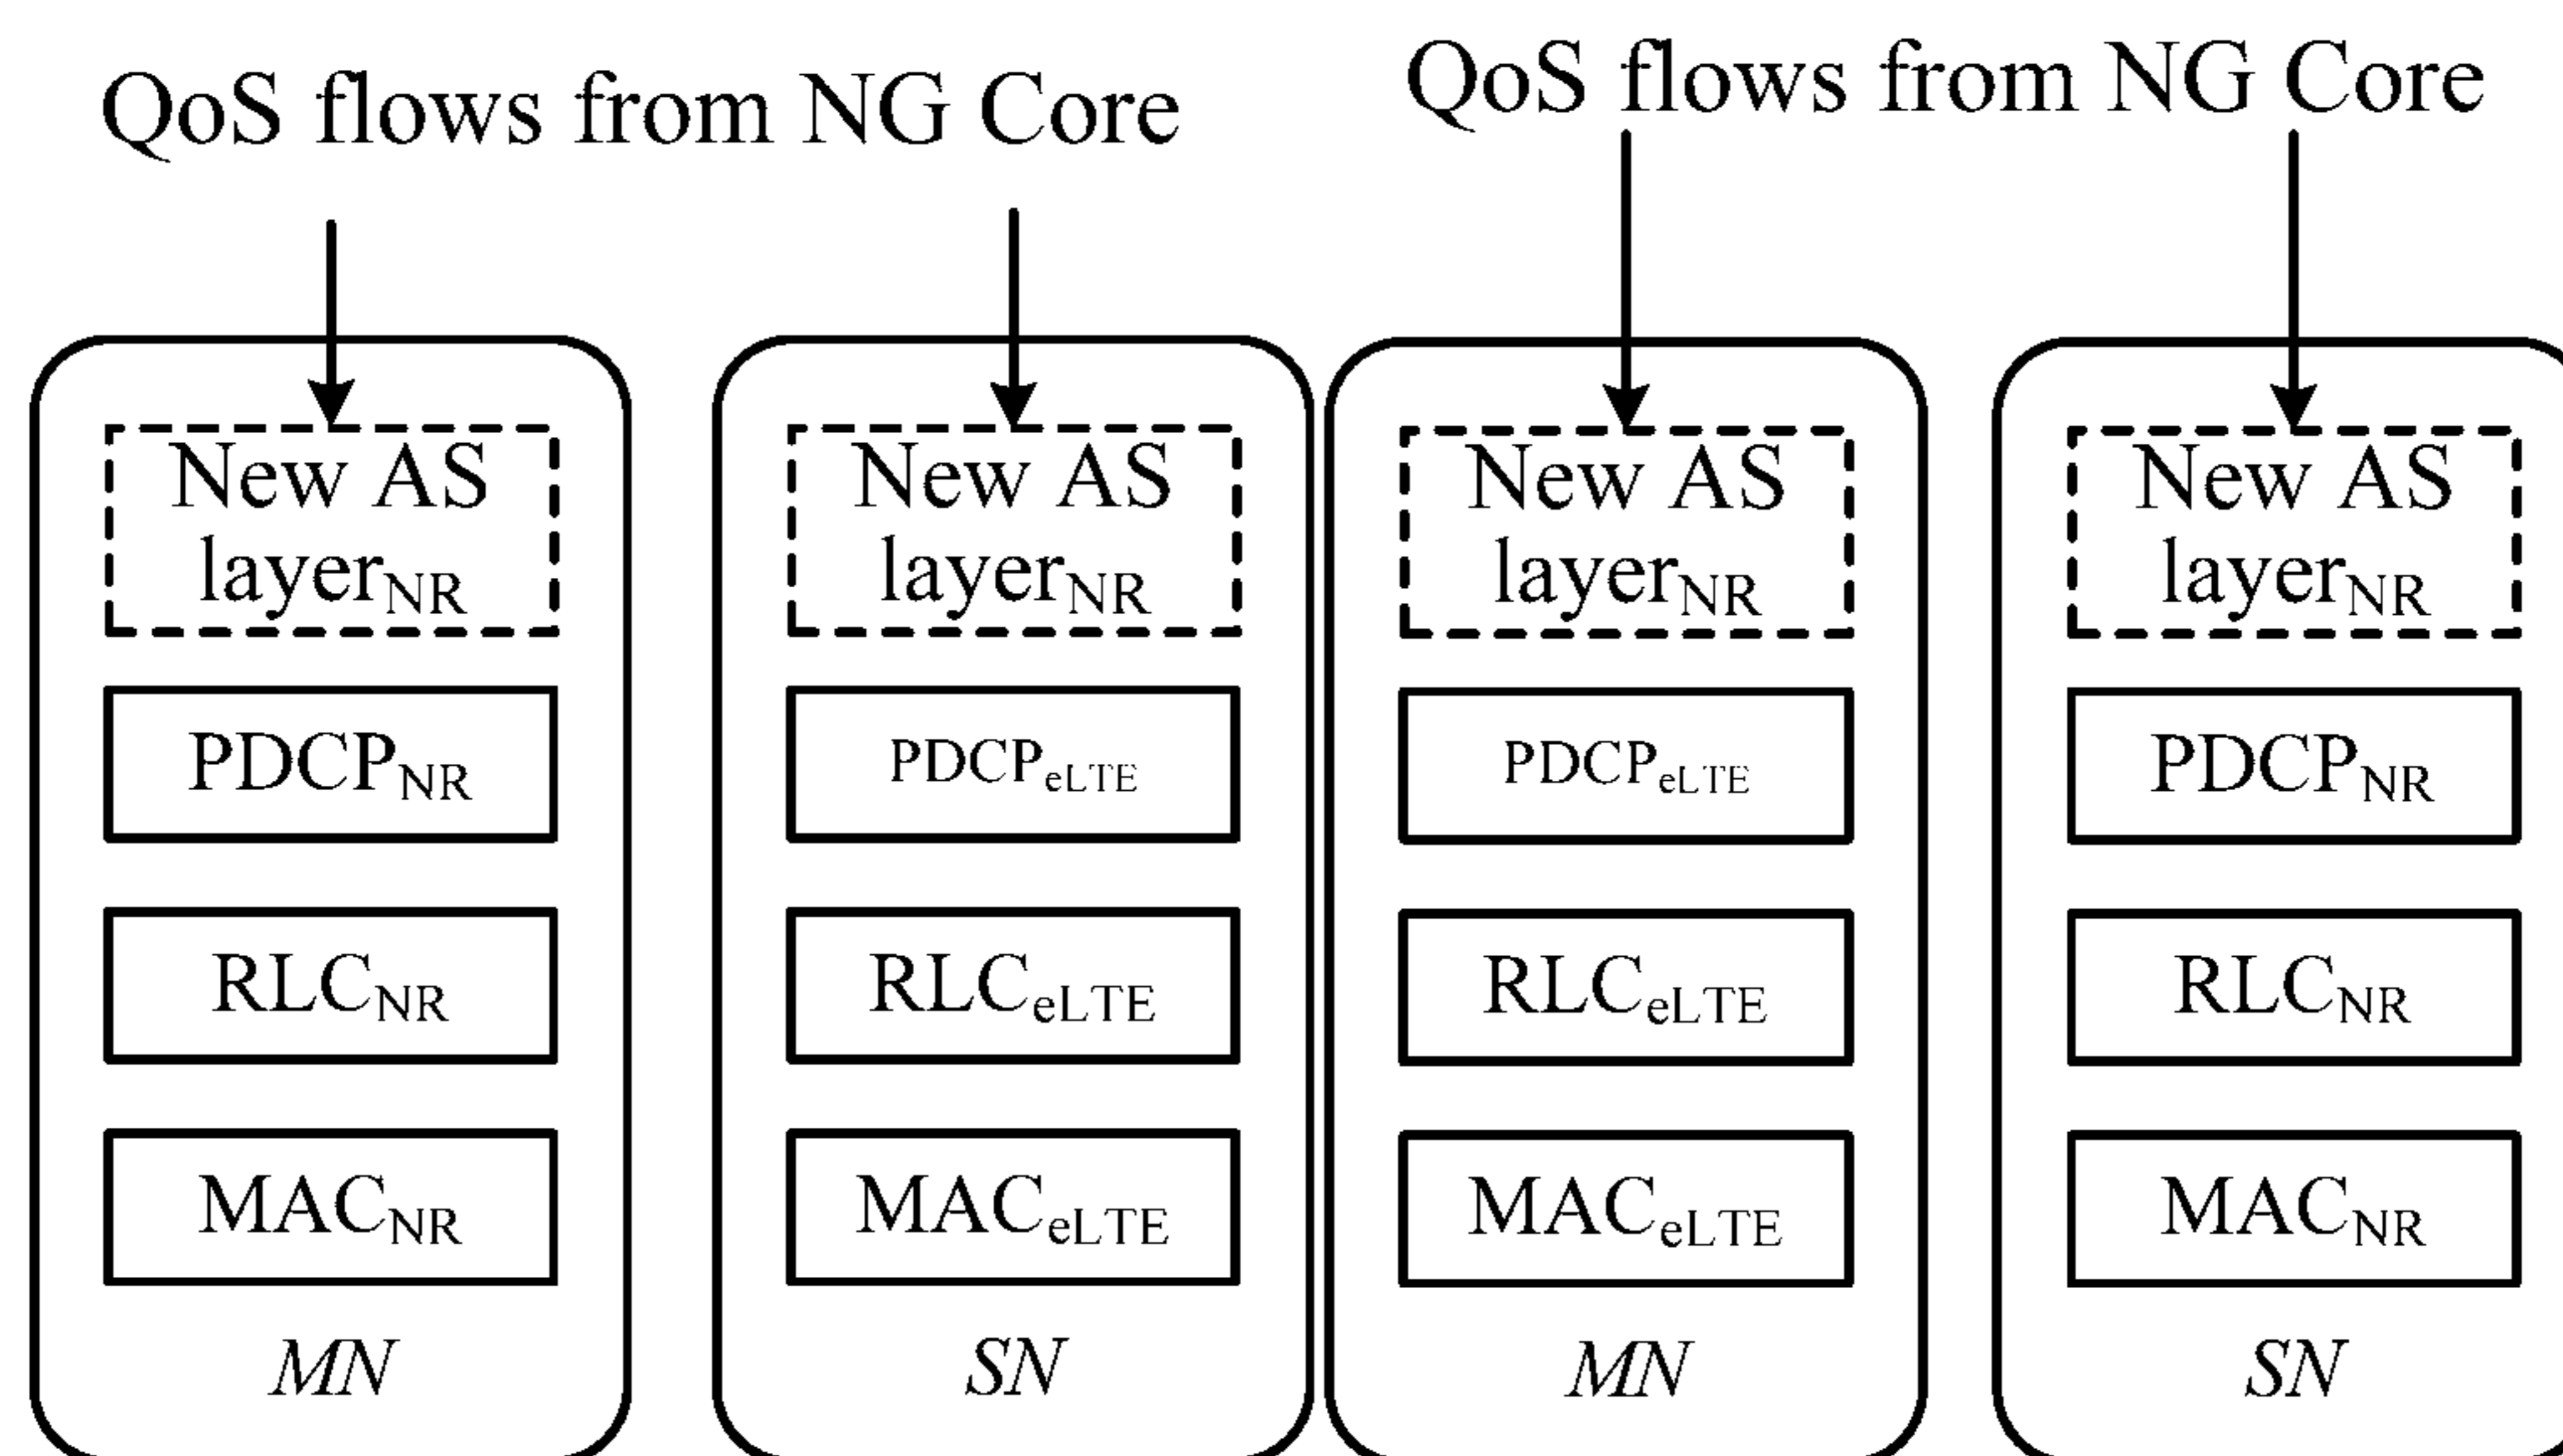 QoS flows from NG Core
QoS flows from NG Core
New AS
layerNR
PDCPNR
RLCNR
MACNR
MN
New AS
layerNR
PDCPeLTE
RLCeLTE
MACeLTE
SN
New AS
layerNR
PDCPeLTE
RLCeLTE
MACeLTE
MN
New AS
layerNR
PDCPNR
RLCNR
MACNR
SN